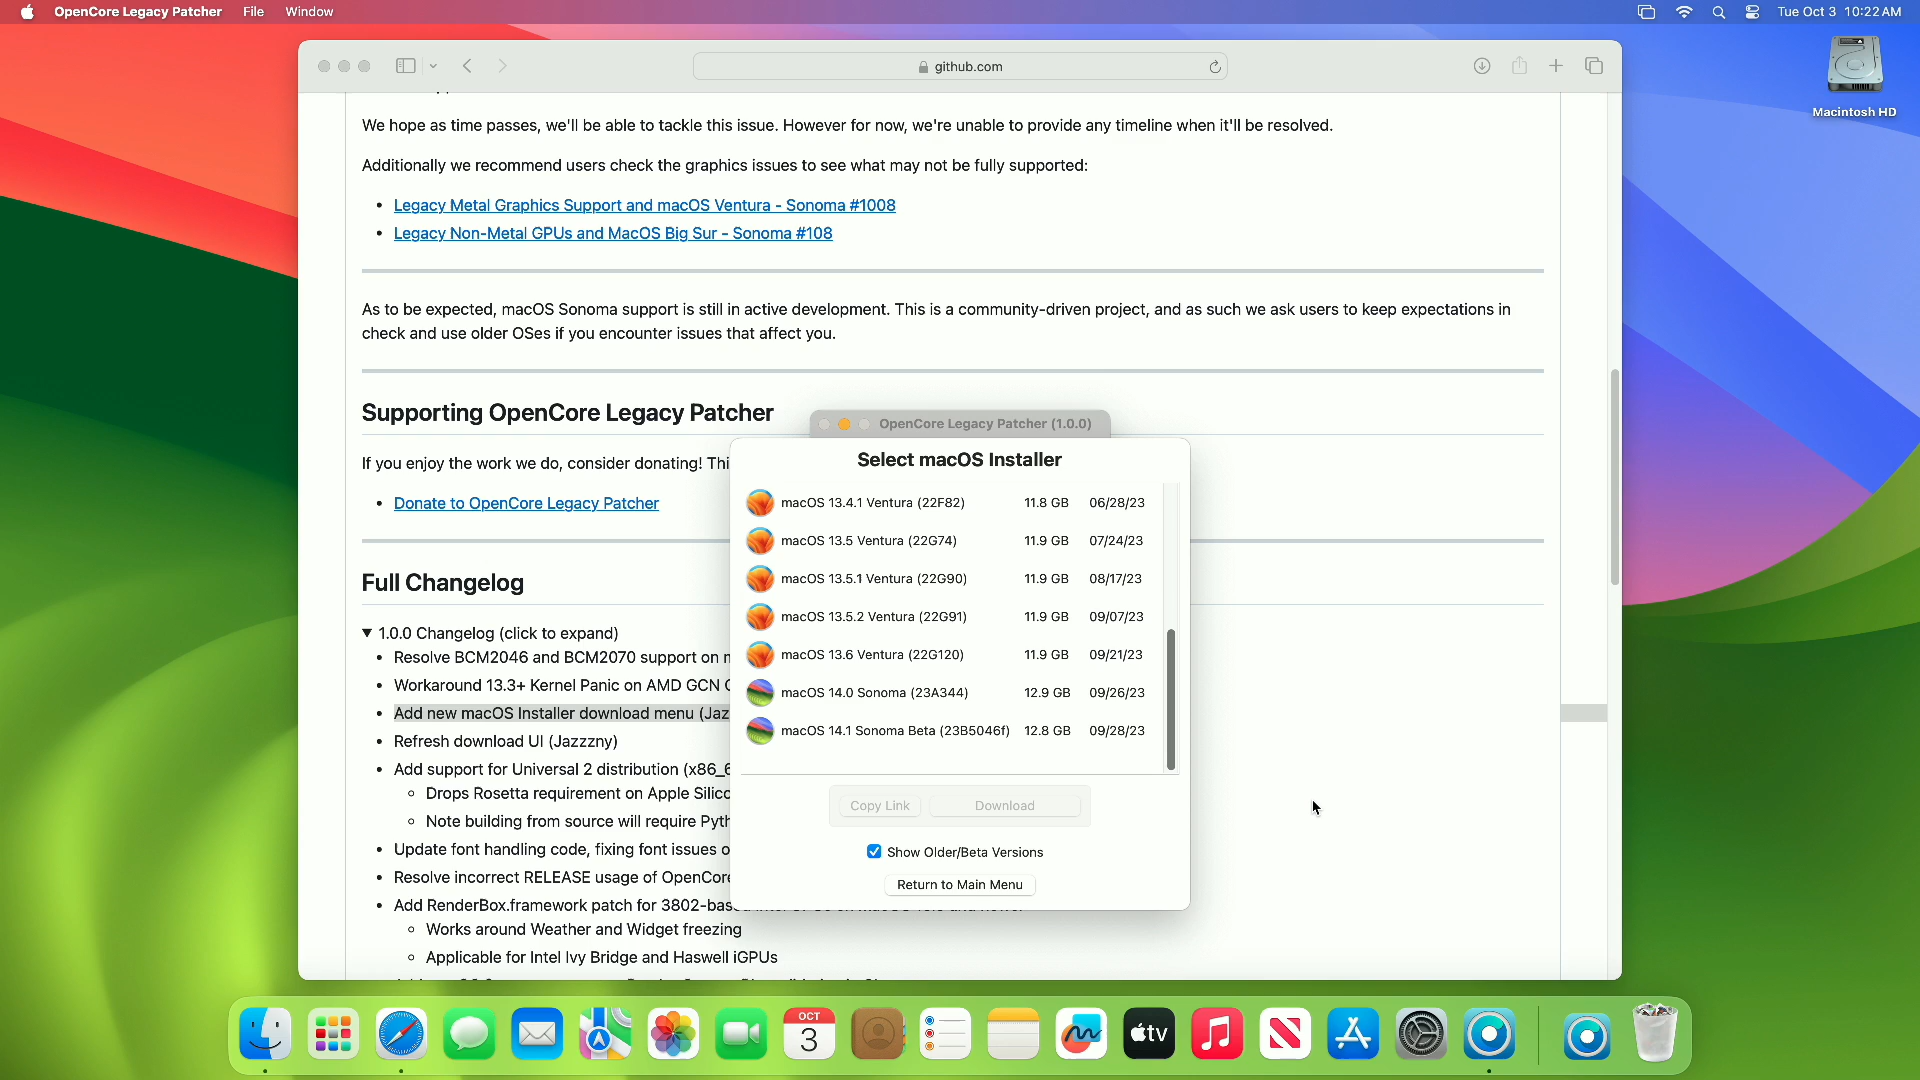 OpenCore Legacy Patcher File Window
Tue Oct 3 10:22 AM
github.com
Macintosh HD
We hope as time passes, we'll be able to tackle this issue. However for now, we're unable to provide any timeline when it'll be resolved.
Additionally we recommend users check the graphics issues to see what may not be fully supported:
• Legacy Metal Graphics Support and macOS Ventura - Sonoma #1008
• Legacy Non-Metal GPUs and MacOS Big Sur - Sonoma #108
As to be expected, macOS Sonoma support is still in active development. This is a community-driven project, and as such we ask users to keep expectations in
check and use older OSes if you encounter issues that affect you.
Supporting OpenCore Legacy Patcher
If you enjoy the work we do, consider donating! Thi
• Donate to OpenCore Legacy Patcher
Full Changelog
▼ 1.0.0 Changelog (click to expand)
• Resolve BCM2046 and BCM2070 support on
• Workaround 13.3+ Kernel Panic on AMD GCN
• Add new macOS Installer download menu (Jaz
• Refresh download UI (Jazzzny)
• Add support for Universal 2 distribution (x86_6
◦ Drops Rosetta requirement on Apple Silic
◦ Note building from source will require Pyt
• Update font handling code, fixing font issues o
• Resolve incorrect RELEASE usage of OpenCor
• Add RenderBox.framework patch for 3802-bas
◦ Works around Weather and Widget freezing
◦ Applicable for Intel Ivy Bridge and Haswell iGPUs
OpenCore Legacy Patcher (1.0.0)
Select macOS Installer
macOS 13.4.1 Ventura (22F82) 11.8 GB 06/28/23
macOS 13.5 Ventura (22G74) 11.9 GB 07/24/23
macOS 13.5.1 Ventura (22G90) 11.9 GB 08/17/23
macOS 13.5.2 Ventura (22G91) 11.9 GB 09/07/23
macOS 13.6 Ventura (22G120) 11.9 GB 09/21/23
macOS 14.0 Sonoma (23A344) 12.9 GB 09/26/23
macOS 14.1 Sonoma Beta (23B5046f) 12.8 GB 09/28/23
Copy Link Download
Show Older/Beta Versions
Return to Main Menu
OCT
3
tv